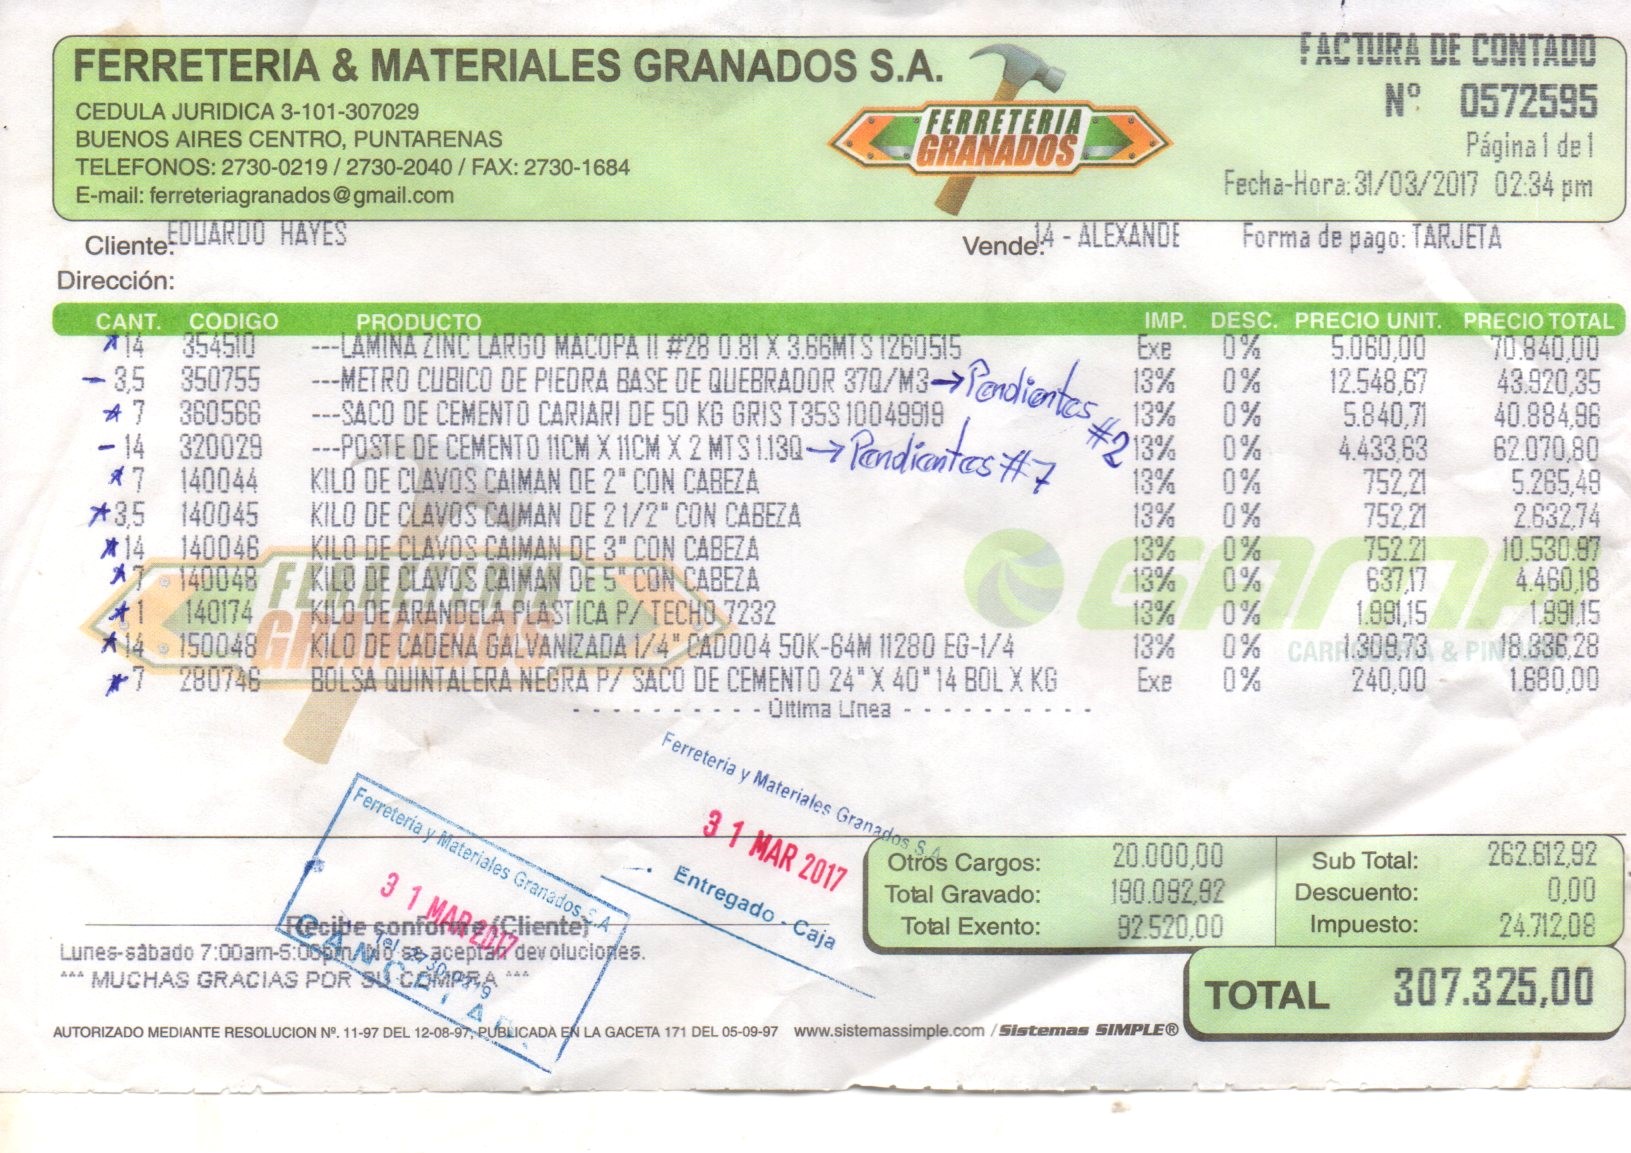 FERRETERIA & MATERIALES GRANADOS S.A.
CEDULA JURIDICA 3-101-307029
BUENOS AIRES CENTRO, PUNTARENAS
TELEFONOS: 2730-0219 / 2730-2040 / FAX: 2730-1684
E-mail: ferreteriagranados@gmail.com
FERRETERIA
GRANADOS
FACTURA DE CONTADO
Nº 0572595
Página 1 de 1
Fecha-Hora: 31/03/2017 02:34 pm
Cliente: EDUARDO HAYES Vende: 14 - ALEXANDE Forma de pago: TARJETA
Dirección:
CANT. CODIGO PRODUCTO IMP. DESC. PRECIO UNIT. PRECIO TOTAL
14 354510 ---LAMINA ZINC LARGO MACOPA II #28 0.81 X 3.66MTS 1260515 Exe 0% 5.060,00 70.840,00
3,5 350755 ---METRO CUBICO DE PIEDRA BASE DE QUEBRADOR 37Q/M3 → Pendientes #2 13% 0% 12.548,67 43.920,35
7 360566 ---SACO DE CEMENTO CARIARI DE 50 KG GRIS T35S 10049919 13% 0% 5.840,71 40.884,96
14 320029 ---POSTE DE CEMENTO 11CM X 11CM X 2 MTS 1.13Q → Pendientes #7 13% 0% 4.433,63 62.070,80
7 140044 KILO DE CLAVOS CAIMAN DE 2" CON CABEZA 13% 0% 752,21 5.265,49
3,5 140045 KILO DE CLAVOS CAIMAN DE 2 1/2" CON CABEZA 13% 0% 752,21 2.632,74
14 140046 KILO DE CLAVOS CAIMAN DE 3" CON CABEZA 13% 0% 752,21 10.530,97
7 140048 KILO DE CLAVOS CAIMAN DE 5" CON CABEZA 13% 0% 637,17 4.460,18
1 140174 KILO DE ARANDELA PLASTICA P/ TECHO 7232 13% 0% 1.991,15 1.991,15
14 150048 KILO DE CADENA GALVANIZADA 1/4" CAD004 50K-64M 11280 EG-1/4 13% 0% 1.309,73 18.336,28
7 280746 BOLSA QUINTALERA NEGRA P/ SACO DE CEMENTO 24" X 40" 14 BOL X KG Exe 0% 240,00 1.680,00
- - - - - - - - - - Última Línea - - - - - - - - - -
FERRETERIA
GRANADOS
Ferretería y Materiales Granados S.A
31 MAR 2017
Tel. 2730-0219
CANCELADO
Ferretería y Materiales Granados S.A
31 MAR 2017
Entregado - Caja
Otros Cargos: 20.000,00 Sub Total: 262.612,92
Total Gravado: 190.092,92 Descuento: 0,00
Total Exento: 92.520,00 Impuesto: 24.712,08
TOTAL 307.325,00
Recibe conforme (Cliente)
Lunes-sábado 7:00am-5:00pm/No se aceptan devoluciones.
*** MUCHAS GRACIAS POR SU COMPRA ***
AUTORIZADO MEDIANTE RESOLUCION Nº. 11-97 DEL 12-08-97, PUBLICADA EN LA GACETA 171 DEL 05-09-97 www.sistemassimple.com / Sistemas SIMPLE®